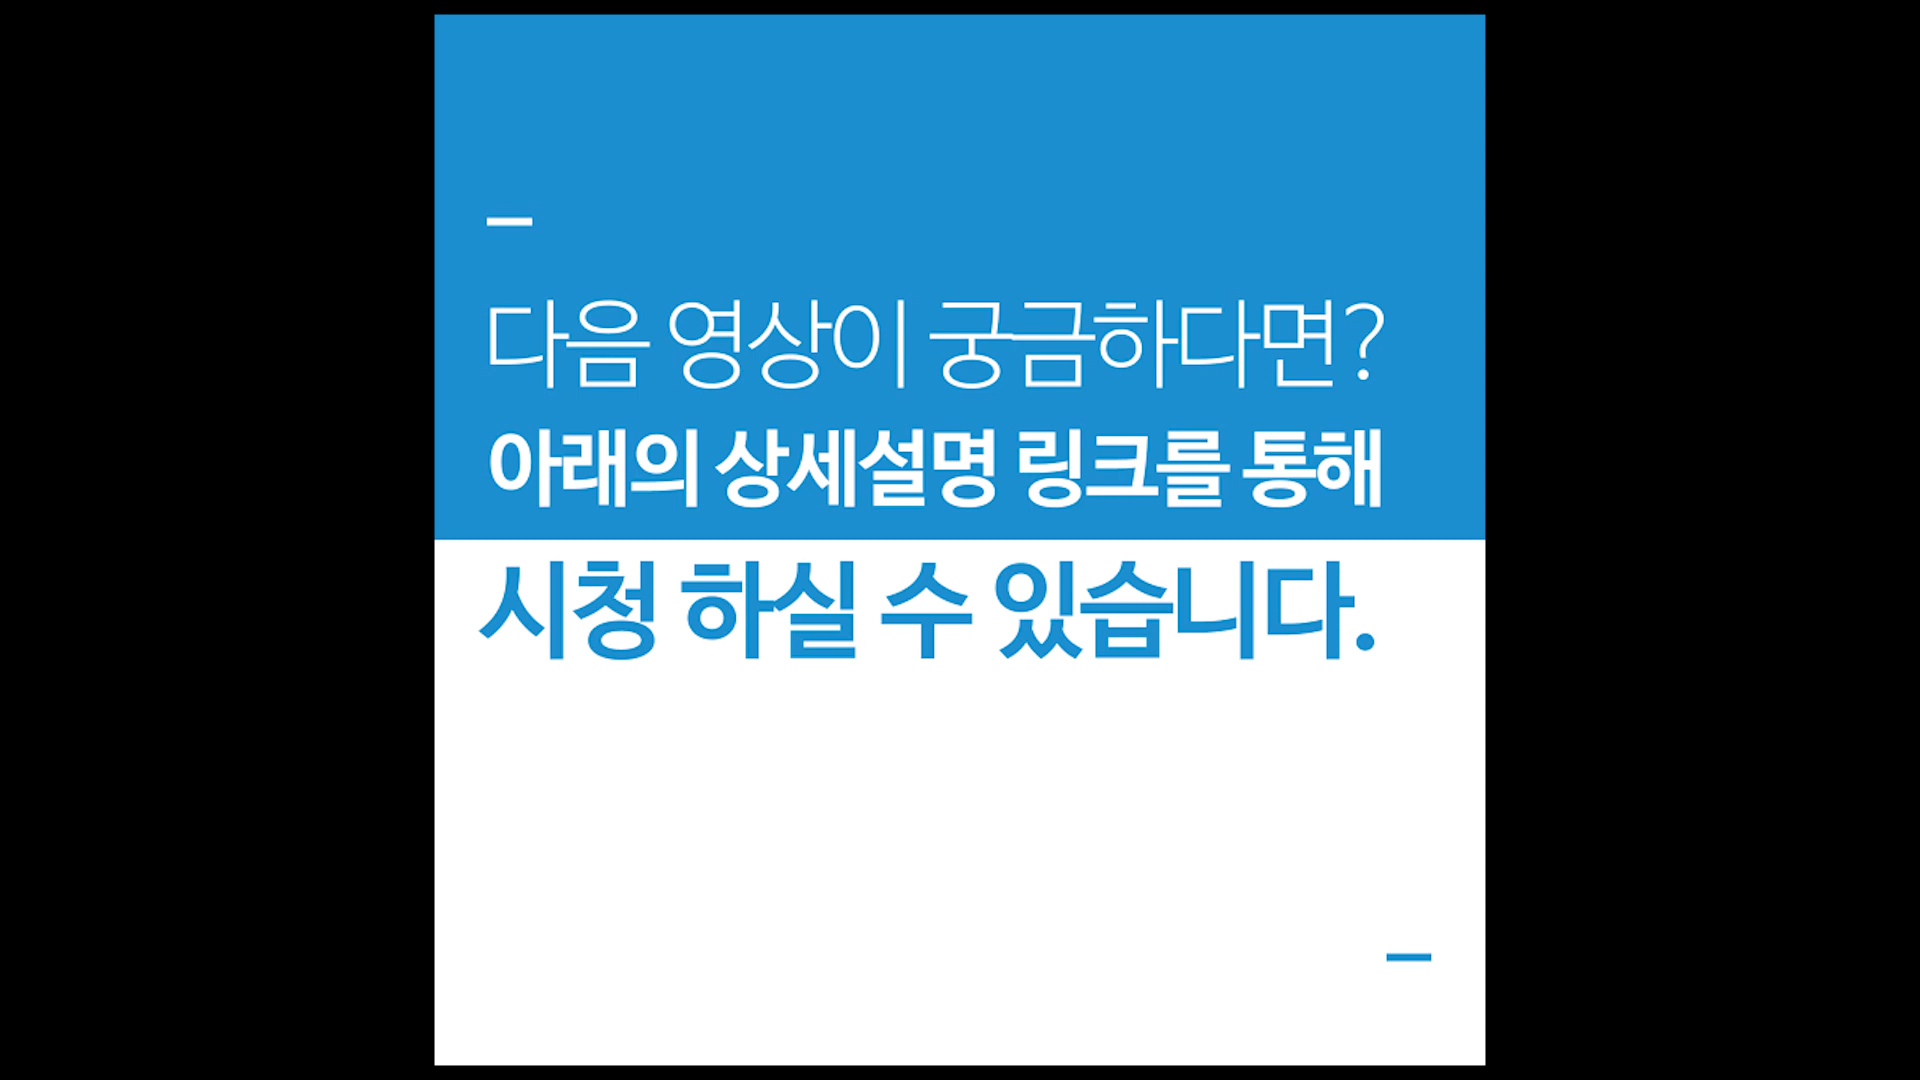 다음 영상이 궁금하다면?
아래의 상세설명 링크를 통해
시청 하실 수 있습니다.